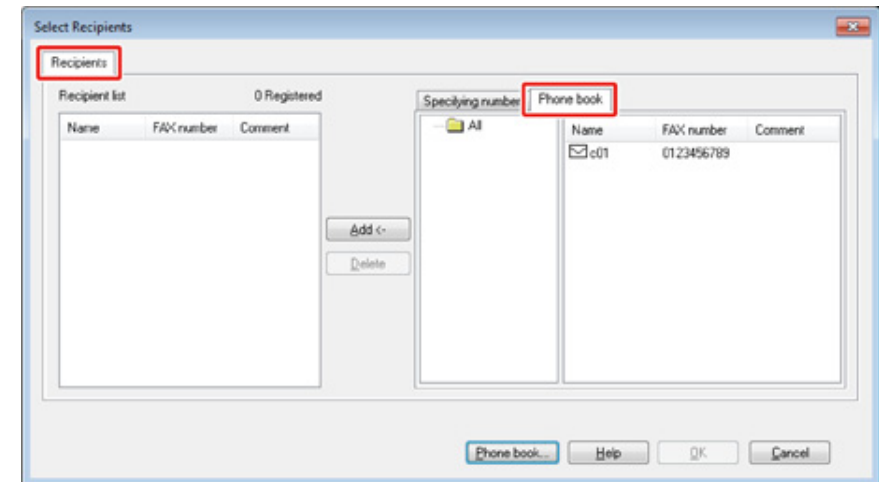 Select Recipients
Recipients
Recipient list 0 Registered
Specifying number Phone book
Name FAX number Comment
All
Name FAX number Comment
c01 0123456789
Add <-
Delete
Phone book... Help OK Cancel